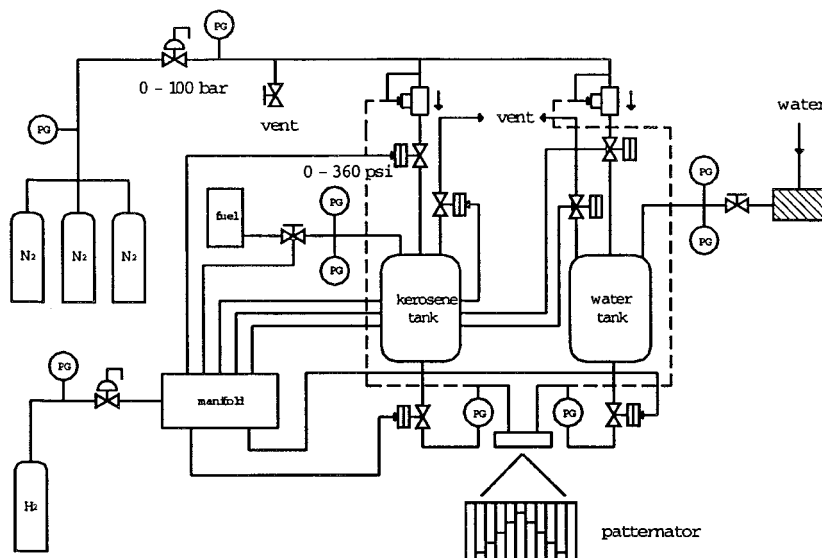 PG
0 – 100 bar
vent
PG
N2 N2 N2
0 – 360 psi
fuel
PG
PG
vent
water
PG
PG
kerosene
tank
water
tank
PG
manifold
PG
PG
H2
patternator